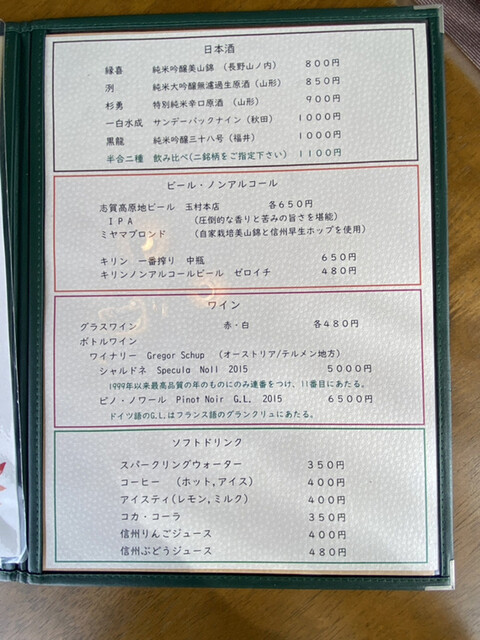 日本酒
縁喜 純米吟醸美山錦 (長野山ノ内) 800円
洌 純米大吟醸無濾過生原酒(山形) 850円
杉勇 特別純米辛口原酒 (山形) 900円
一白水成 サンデーバックナイン(秋田) 1000円
黒龍 純米吟醸三十八号(福井) 1000円
半合二種 飲み比べ(二銘柄をご指定下さい) 1100円
ビール・ノンアルコール
志賀高原地ビール 玉村本店 各650円
IPA (圧倒的な香りと苦みの旨さを堪能)
ミヤマブロンド (自家栽培美山錦と信州早生ホップを使用)
キリン 一番搾り 中瓶 650円
キリンノンアルコールビール ゼロイチ 480円
ワイン
グラスワイン 赤・白 各480円
ボトルワイン
ワイナリー Gregor Schup (オーストリア/テルメン地方)
シャルドネ Specula Noll 2015 5000円
1999年以来最高品質の年のものにのみ連番をつけ、11番目にあたる。
ピノ・ノワール Pinot Noir G.L. 2015 6500円
ドイツ語のG.L.はフランス語のグランクリュにあたる。
ソフトドリンク
スパークリングウォーター 350円
コーヒー (ホット,アイス) 400円
アイスティ(レモン,ミルク) 400円
コカ・コーラ 350円
信州りんごジュース 400円
信州ぶどうジュース 480円